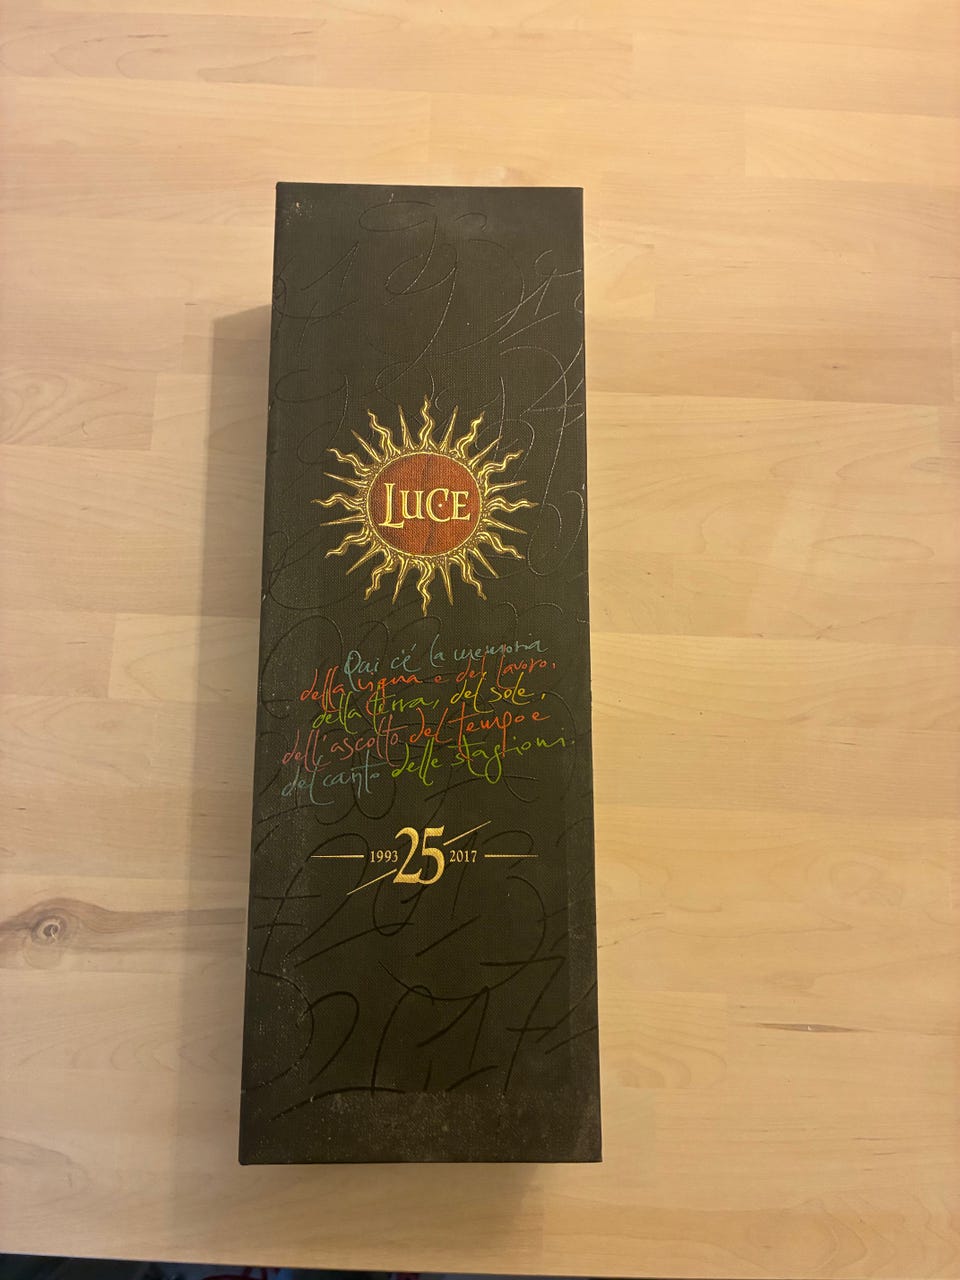 LUCE
Qui c'é la memoria
della vigna e del lavoro,
della terra, del sole,
dell'ascolto del tempo e
del canto delle stagioni.
1993 25 2017
2017